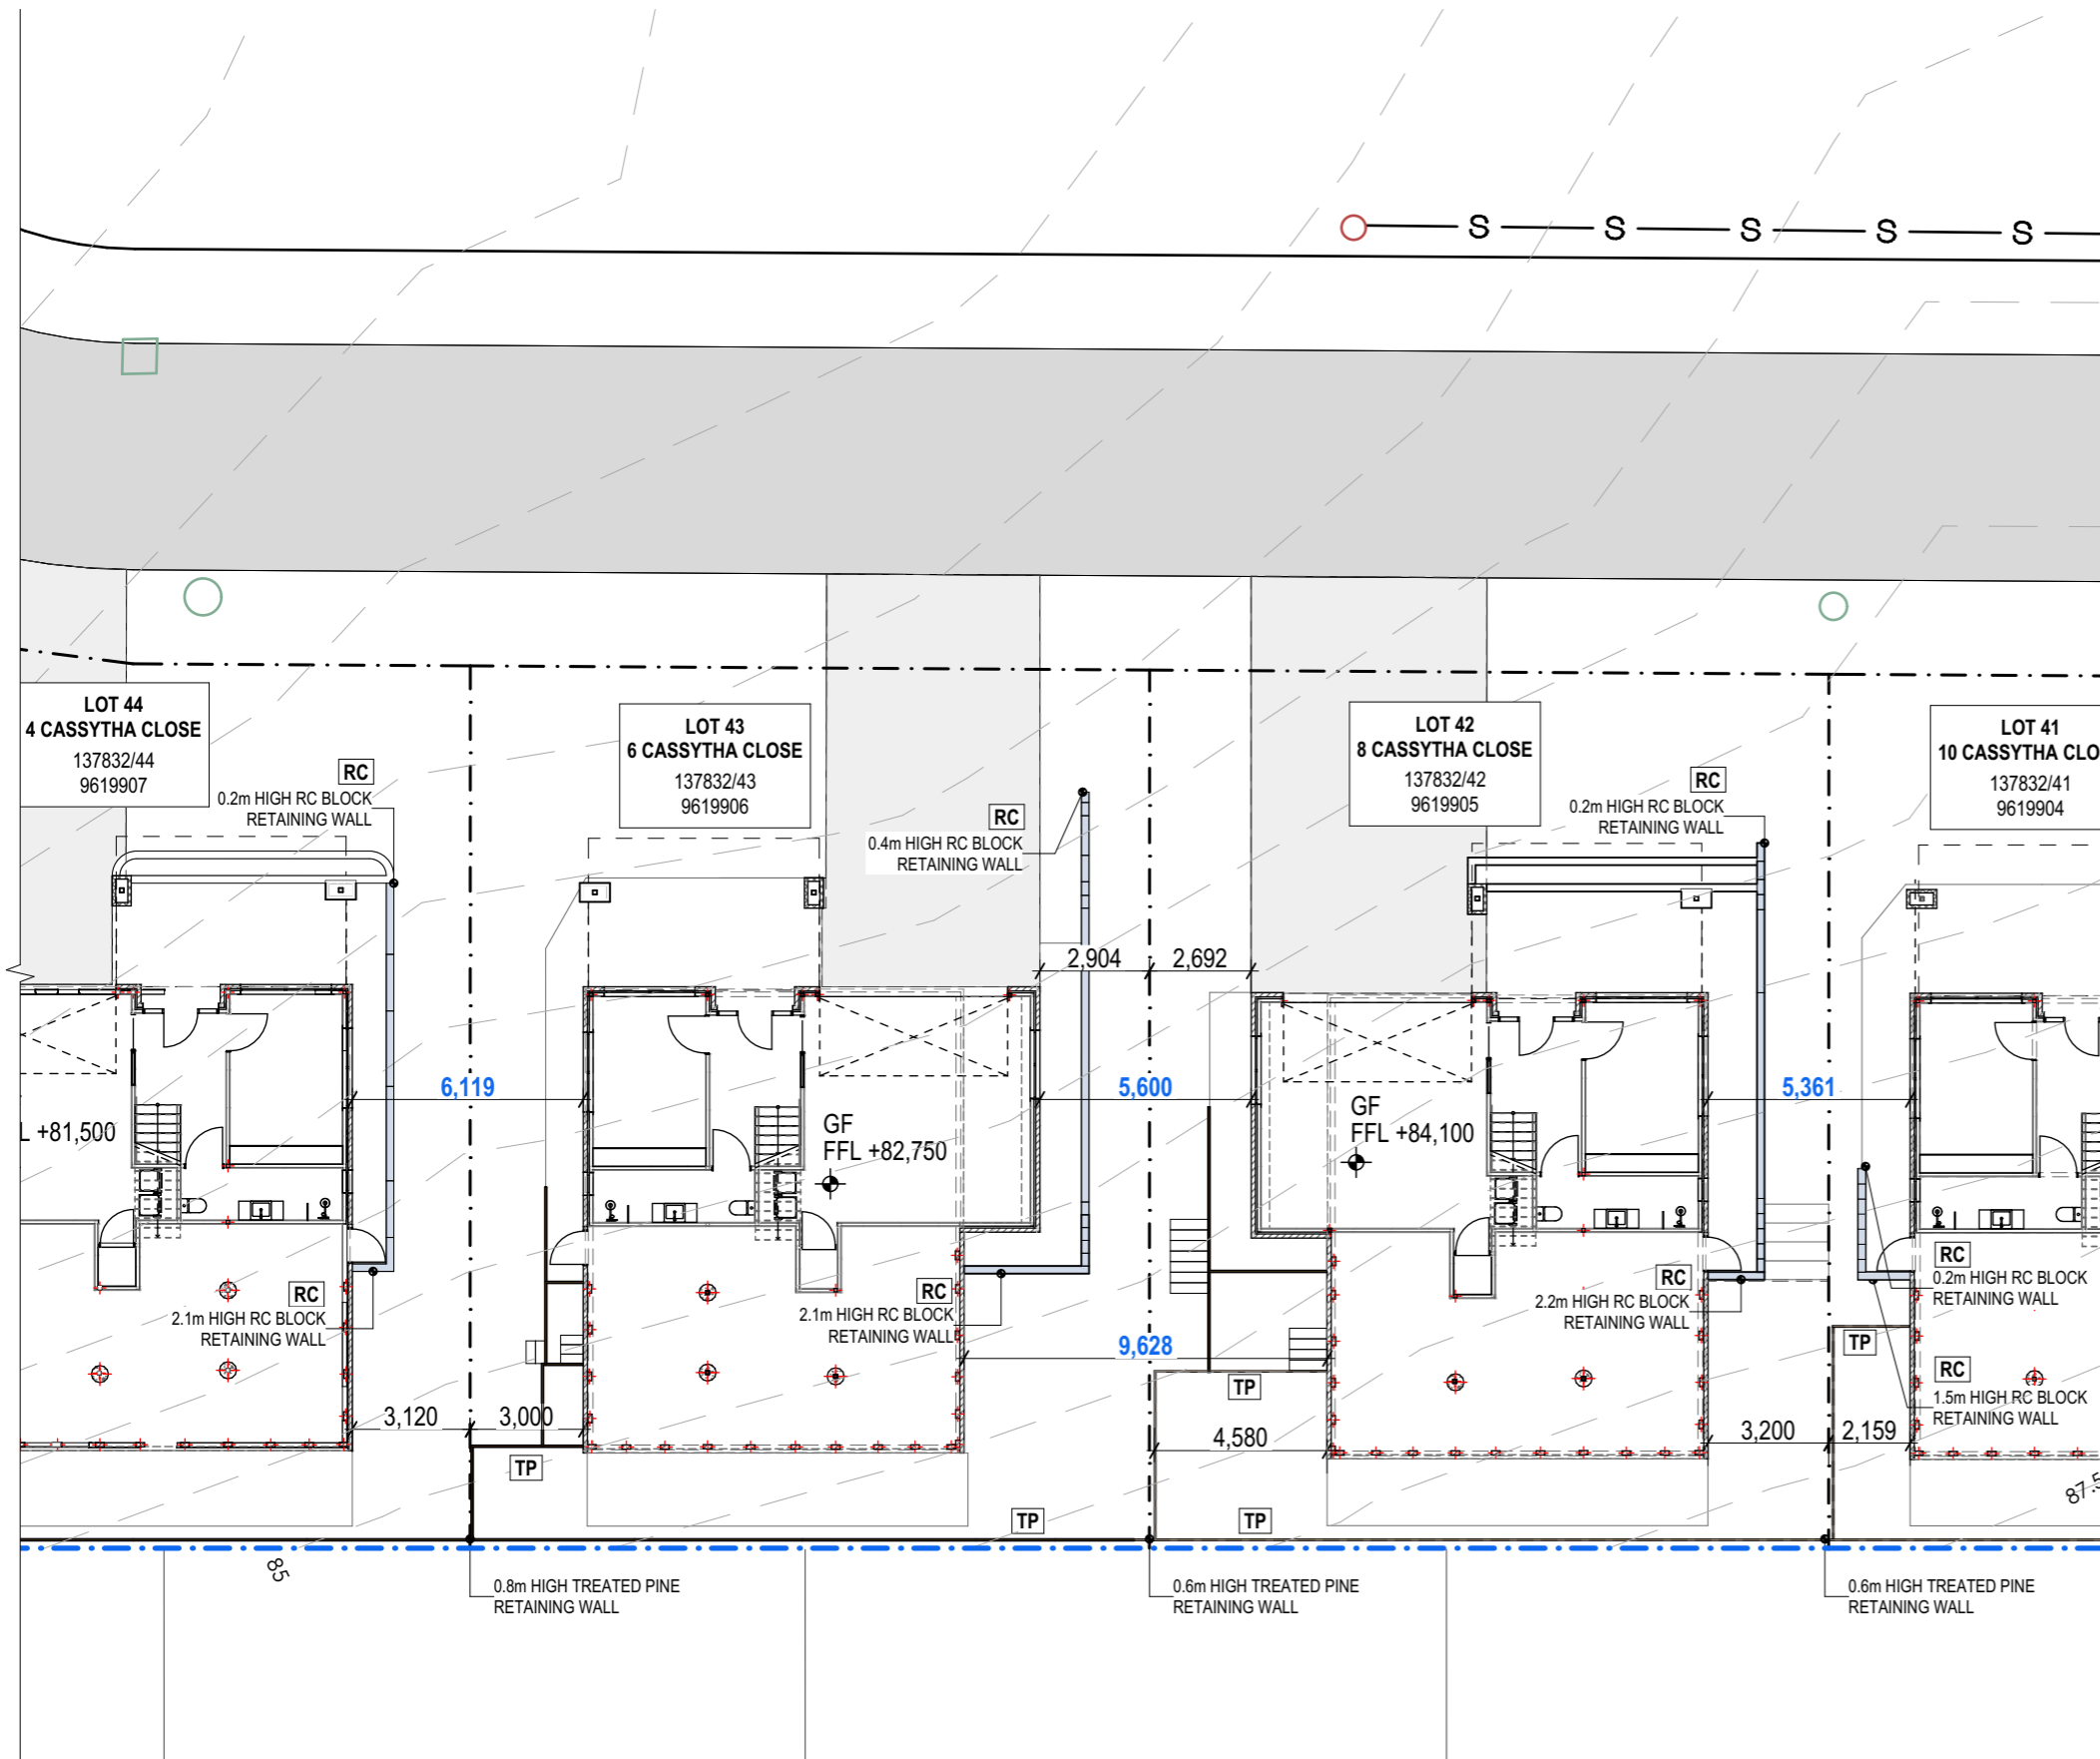 S S S S S
LOT 44
4 CASSYTHA CLOSE
137832/44
9619907
LOT 43
6 CASSYTHA CLOSE
137832/43
9619906
LOT 42
8 CASSYTHA CLOSE
137832/42
9619905
LOT 41
10 CASSYTHA CLO
137832/41
9619904
RC
0.2m HIGH RC BLOCK
RETAINING WALL
RC
0.4m HIGH RC BLOCK
RETAINING WALL
RC
0.2m HIGH RC BLOCK
RETAINING WALL
2,904 2,692
6,119
5,600
5,361
L +81,500
GF
FFL +82,750
GF
FFL +84,100
RC
2.1m HIGH RC BLOCK
RETAINING WALL
RC
2.1m HIGH RC BLOCK
RETAINING WALL
RC
2.2m HIGH RC BLOCK
RETAINING WALL
RC
0.2m HIGH RC BLOCK
RETAINING WALL
9,628
TP
TP
RC
1.5m HIGH RC BLOCK
RETAINING WALL
3,120 3,000
4,580
3,200 2,159
TP
TP
TP
87.5
85
0.8m HIGH TREATED PINE
RETAINING WALL
0.6m HIGH TREATED PINE
RETAINING WALL
0.6m HIGH TREATED PINE
RETAINING WALL